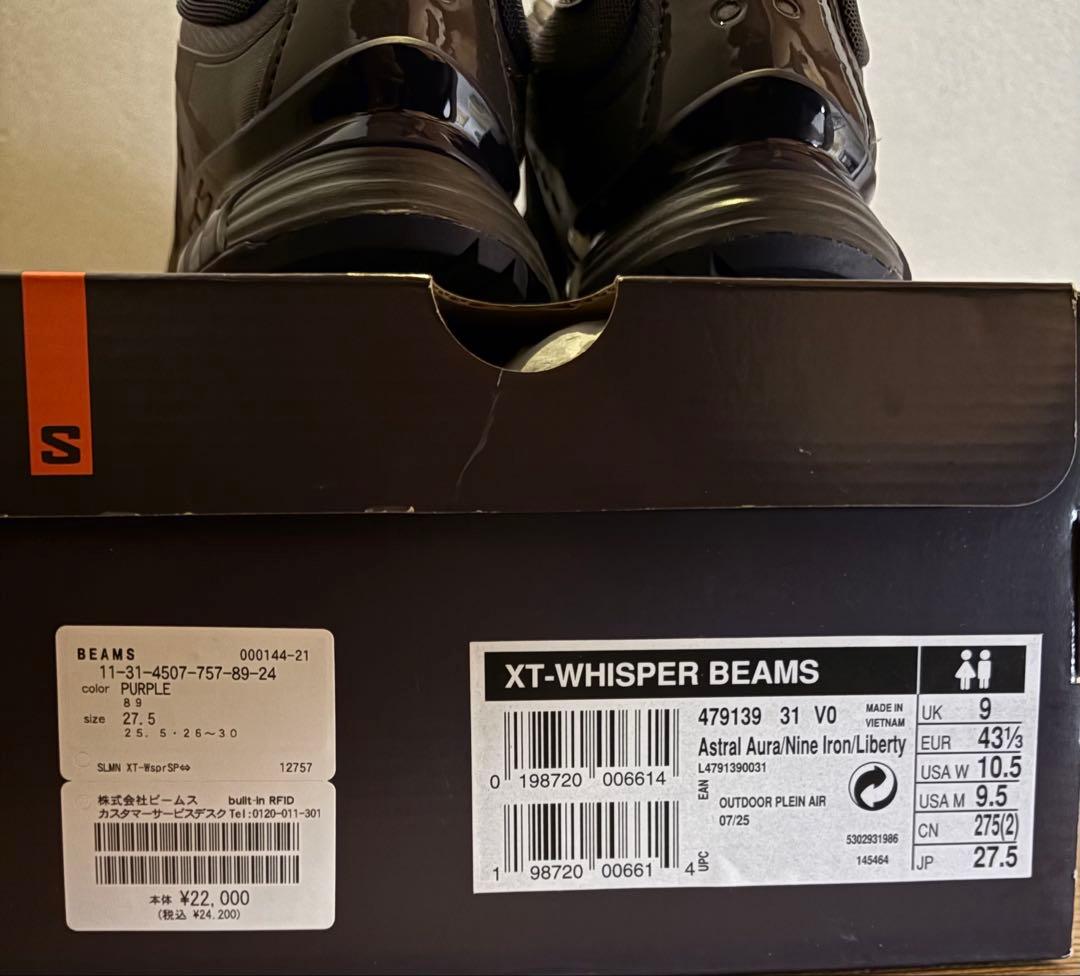 S
BEAMS 000144-21
11-31-4507-757-89-24
color PURPLE
89
size 27.5
25.5・26～30
SLMN XT-WsprSP⇔ 12757
株式会社ビームス built-in RFID
カスタマーサービスデスク Tel:0120-011-301
本体 ¥22,000
(税込 ¥24,200)
XT-WHISPER BEAMS
479139 31 V0 MADE IN
VIETNAM
Astral Aura/Nine Iron/Liberty
L4791390031
0 198720 006614
EAN
OUTDOOR PLEIN AIR
07/25
5302931986
145464
1 98720 00661 4
UPC
UK 9
EUR 43⅓
USA W 10.5
USA M 9.5
CN 275(2)
JP 27.5